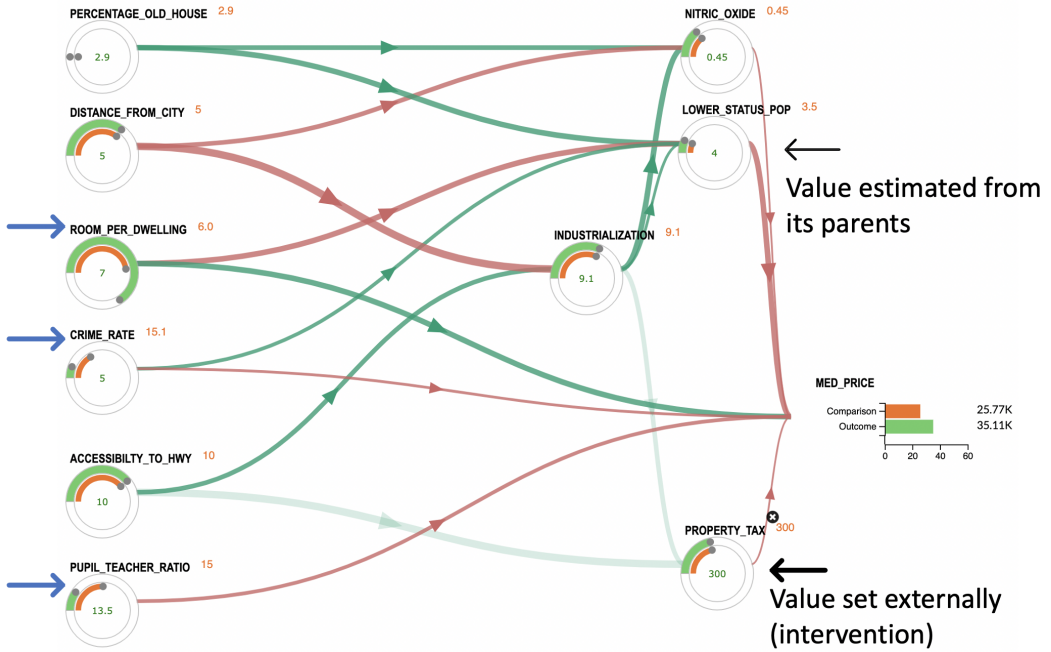 PERCENTAGE_OLD_HOUSE 2.9
2.9
NITRIC_OXIDE 0.45
0.45
DISTANCE_FROM_CITY 5
5
LOWER_STATUS_POP 3.5
4
Value estimated from
its parents
ROOM_PER_DWELLING 6.0
7
INDUSTRIALIZATION 9.1
9.1
CRIME_RATE 15.1
5
MED_PRICE
Comparison 25.77K
Outcome 35.11K
0 20 40 60
ACCESSIBILTY_TO_HWY 10
10
PROPERTY_TAX 300
300
Value set externally
(intervention)
PUPIL_TEACHER_RATIO 15
13.5